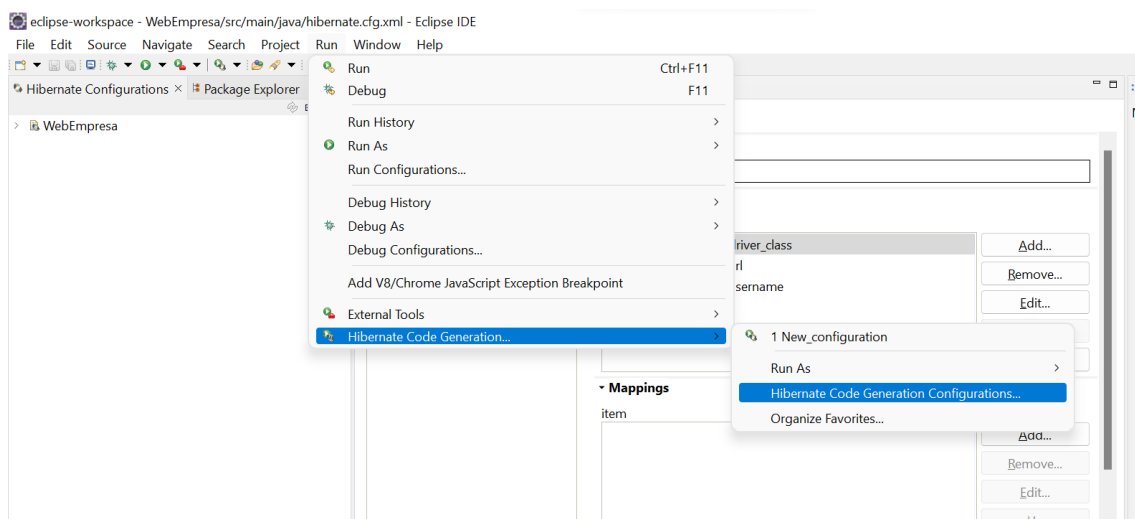 eclipse-workspace - WebEmpresa/src/main/java/hibernate.cfg.xml - Eclipse IDE
File Edit Source Navigate Search Project Run Window Help
Hibernate Configurations × Package Explorer
WebEmpresa
Run Ctrl+F11
Debug F11
Run History
Run As
Run Configurations...
Debug History
Debug As
Debug Configurations...
Add V8/Chrome JavaScript Exception Breakpoint
External Tools
Hibernate Code Generation...
1 New_configuration
Run As
Hibernate Code Generation Configurations...
Organize Favorites...
river_class
rl
sername
Add...
Remove...
Edit...
Mappings
item
Add...
Remove...
Edit...